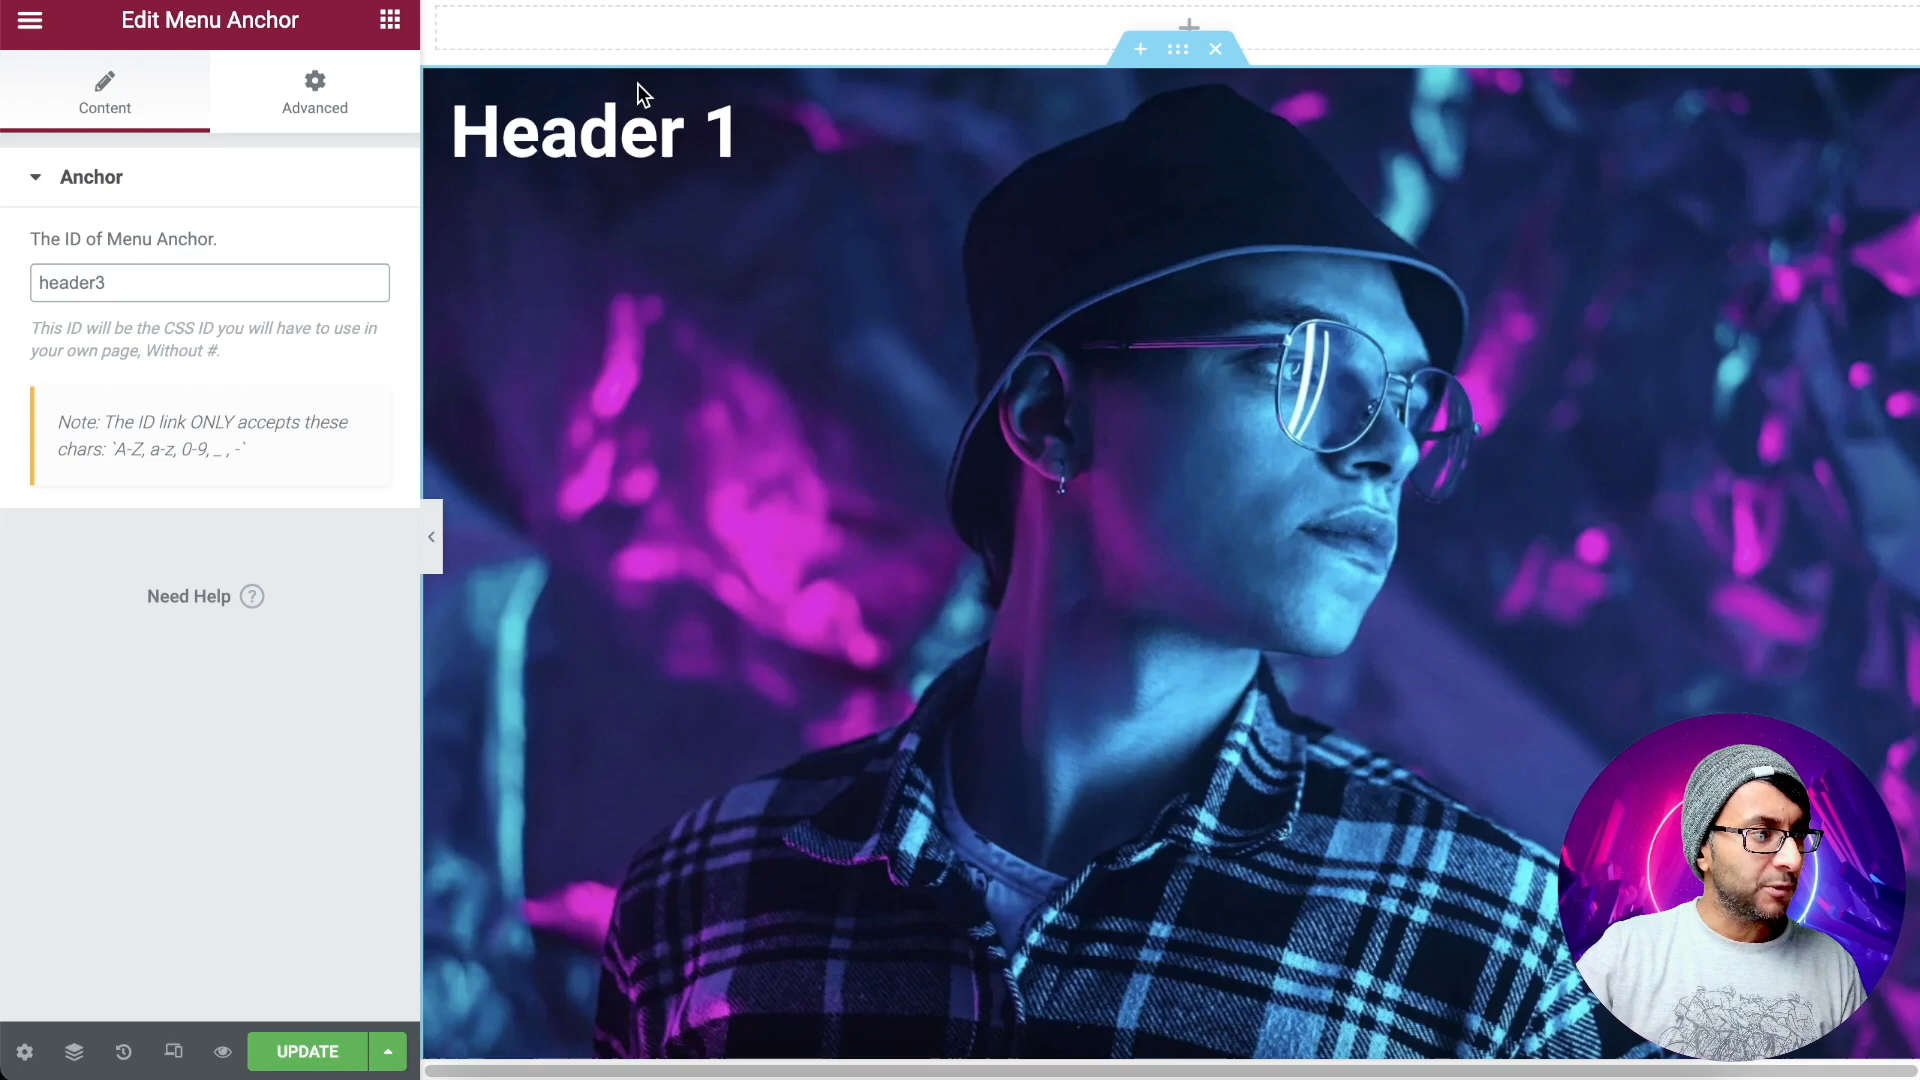 Edit Menu Anchor
Content
Advanced
Anchor
The ID of Menu Anchor.
header3
This ID will be the CSS ID you will have to use in
your own page, Without #.
Note: The ID link ONLY accepts these
chars: `A-Z, a-z, 0-9, _ , -`
Need Help ?
UPDATE
Header 1